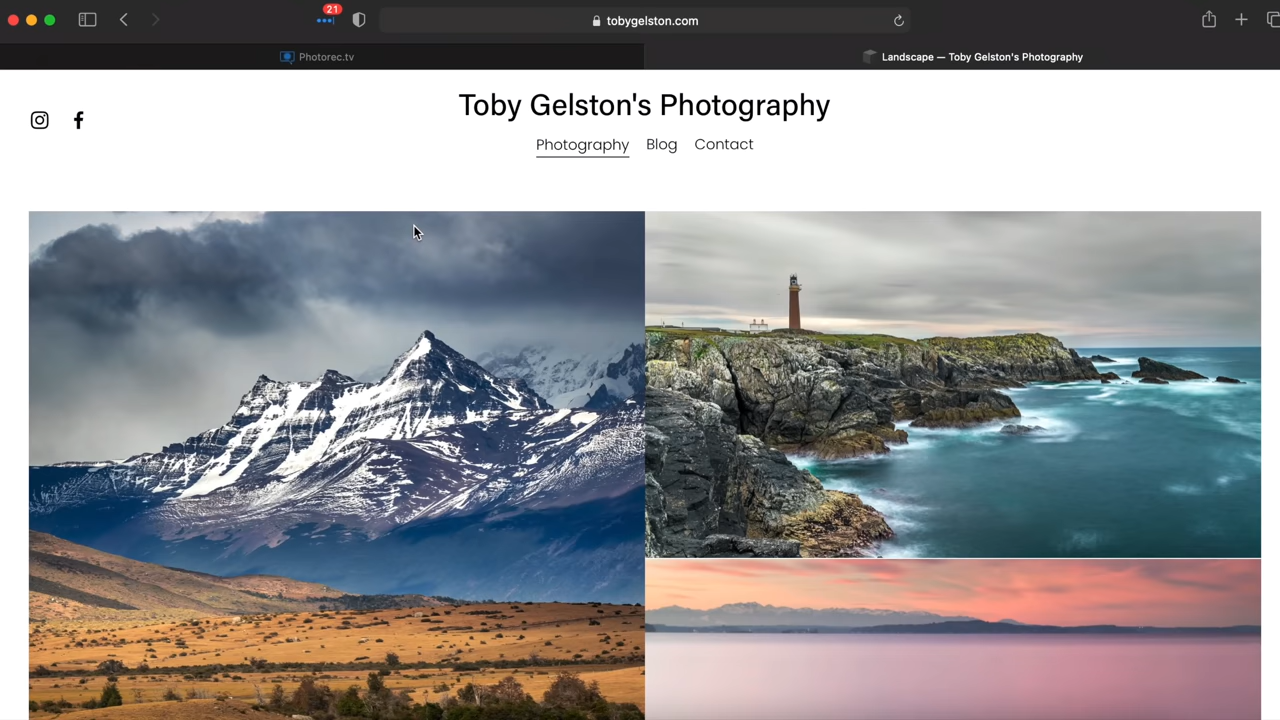 21
tobygelston.com
Photorec.tv
Landscape — Toby Gelston's Photography
Toby Gelston's Photography
Photography Blog Contact